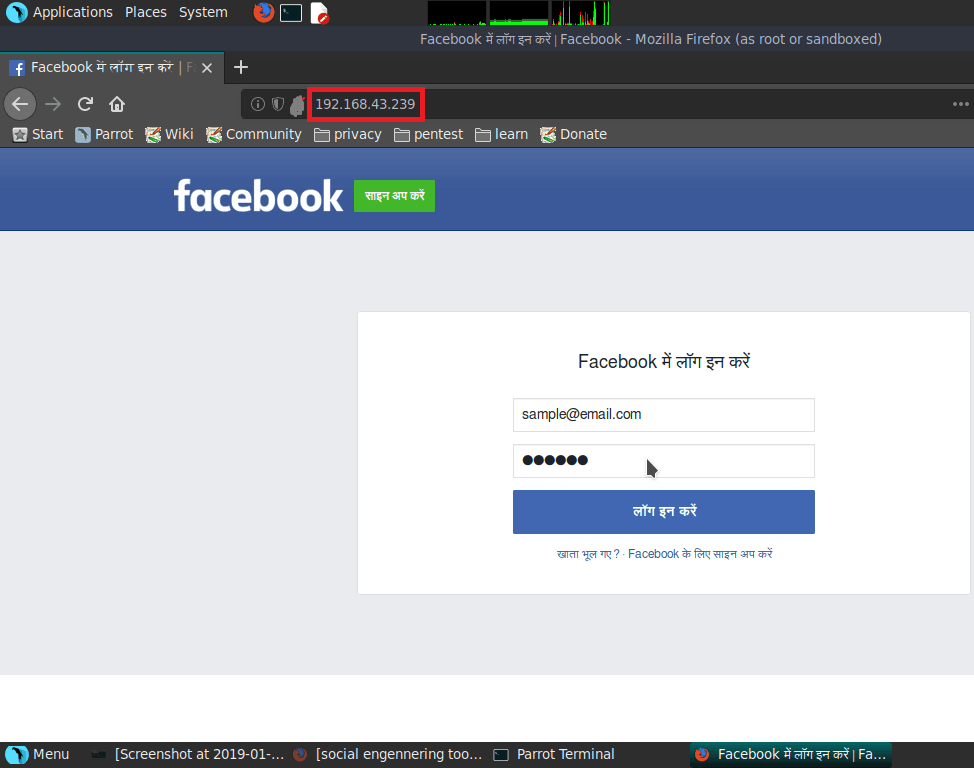 Applications Places System
Facebook में लॉग इन करें | Facebook - Mozilla Firefox (as root or sandboxed)
Facebook में लॉग इन करें | F
192.168.43.239
Start Parrot Wiki Community privacy pentest learn Donate
facebook साइन अप करें
Facebook में लॉग इन करें
sample@email.com
लॉग इन करें
खाता भूल गए? · Facebook के लिए साइन अप करें
Menu [Screenshot at 2019-01-... [social engennering too... Parrot Terminal Facebook में लॉग इन करें | Fa...